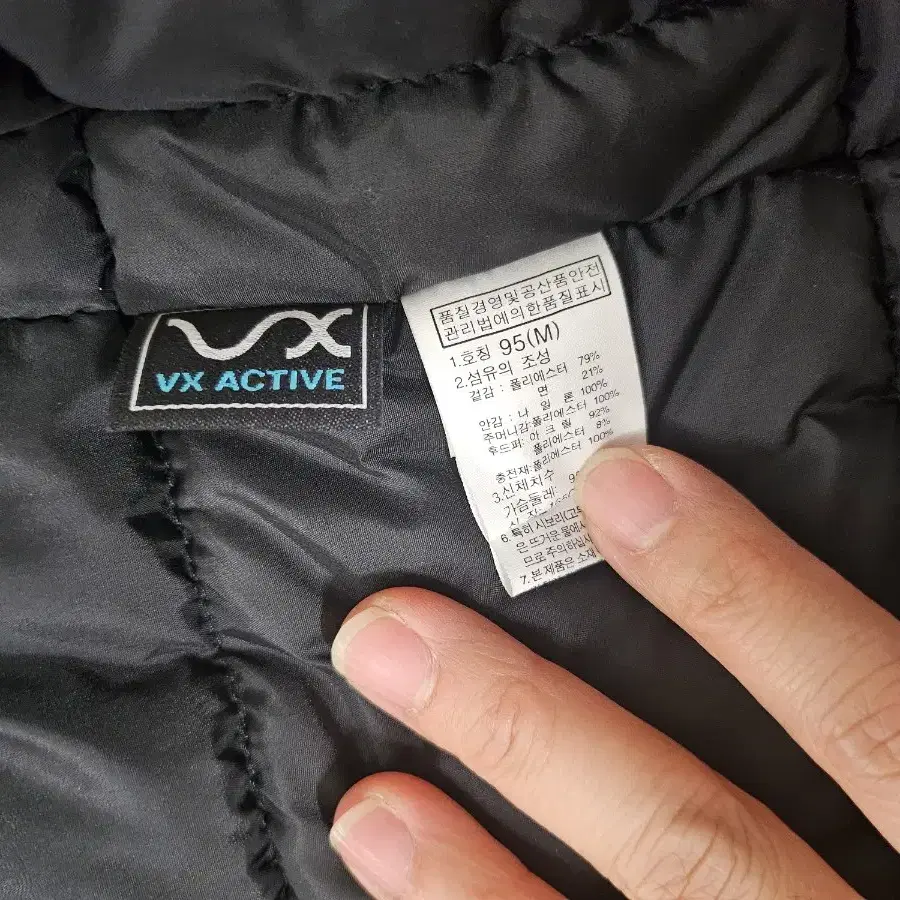 VX
VX ACTIVE
품질경영및공산품안전
관리법에의한품질표시
1.호칭 95(M)
2.섬유의 조성
겉감 : 폴리에스터 79%
면 21%
안감 : 나 일 론 100%
주머니감:폴리에스터 100%
후드퍼: 아 크 릴 92%
폴리에스터 8%
충전재:폴리에스터 100%
3.신체치수
가슴둘레:
6. 특히 시보리(고
은 뜨거운 물에서
므로 주의하십시
7. 본 제품은 소재